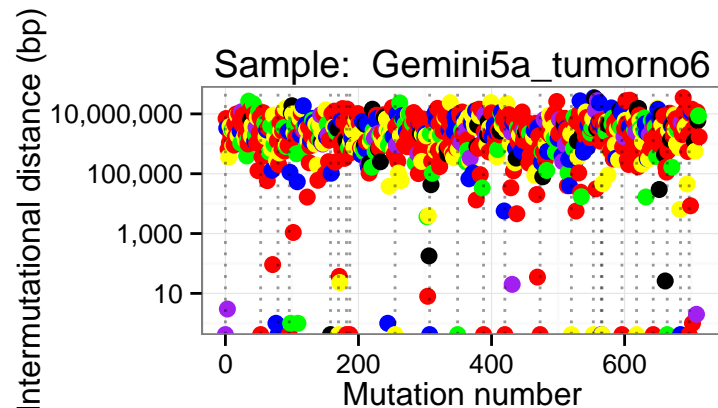 Sample:  Gemini5a_tumorno6
Intermutational distance (bp)
10,000,000
100,000
1,000
10
0
200
400
600
Mutation number